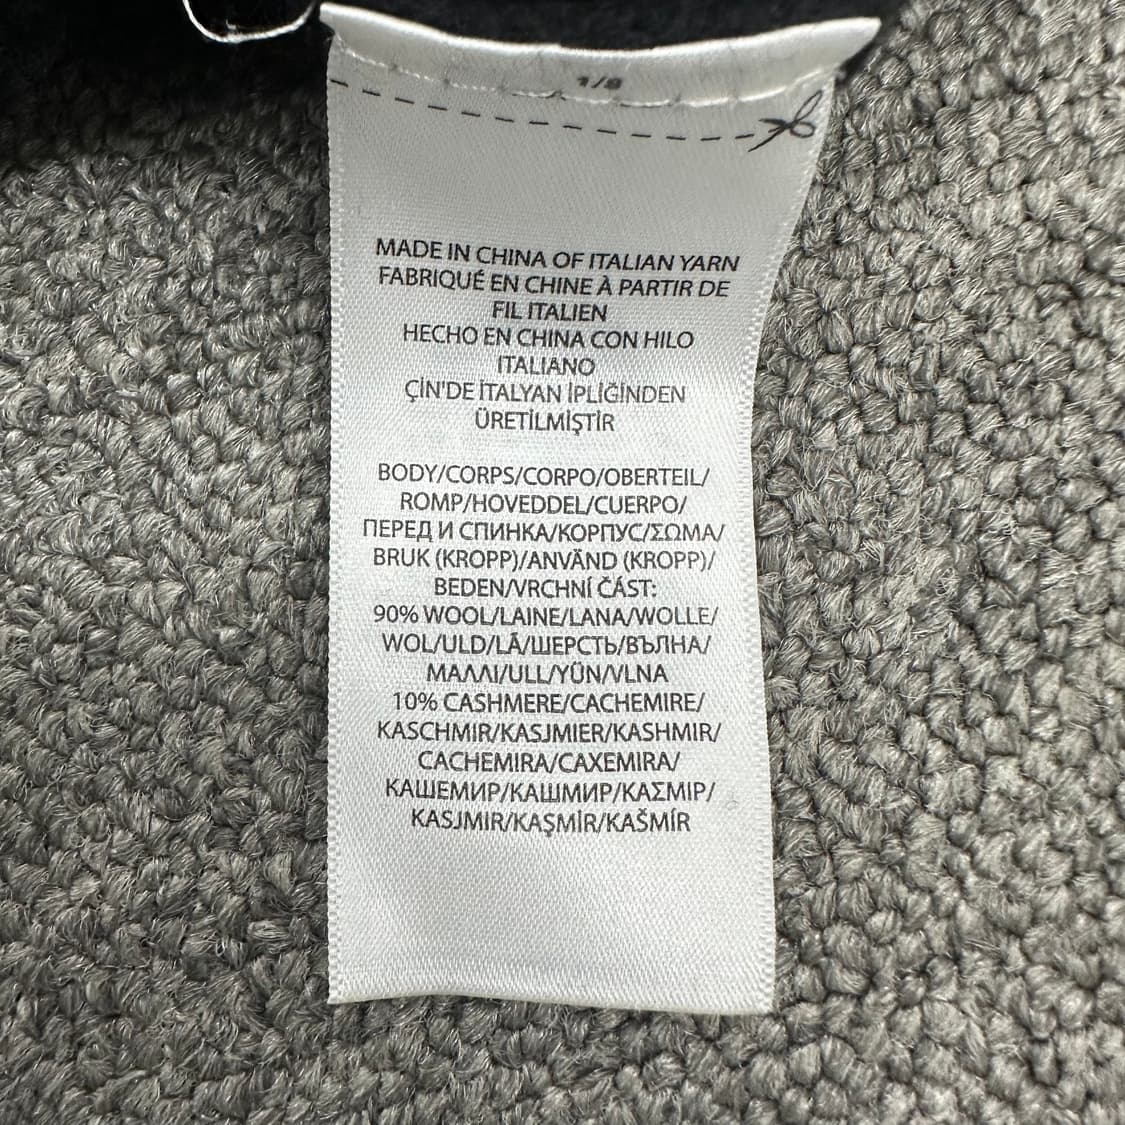 1/8
MADE IN CHINA OF ITALIAN YARN
FABRIQUÉ EN CHINE À PARTIR DE
FIL ITALIEN
HECHO EN CHINA CON HILO
ITALIANO
ÇİN'DE İTALYAN İPLİĞİNDEN
ÜRETİLMİŞTİR
BODY/CORPS/CORPO/OBERTEIL/
ROMP/HOVEDDEL/CUERPO/
ПЕРЕД И СПИНКА/КОРПУС/ΣΩΜΑ/
BRUK (KROPP)/ANVÄND (KROPP)/
BEDEN/VRCHNÍ ČÁST:
90% WOOL/LAINE/LANA/WOLLE/
WOL/ULD/LÃ/ШЕРСТЬ/ВЪЛНА/
ΜΑΛΛΙ/ULL/YÜN/VLNA
10% CASHMERE/CACHEMIRE/
KASCHMIR/KASJMIER/KASHMIR/
CACHEMIRA/CAXEMIRA/
КАШЕМИР/КАШМИР/ΚΑΣΜΙΡ/
KASJMIR/KAŞMİR/KAŠMÍR